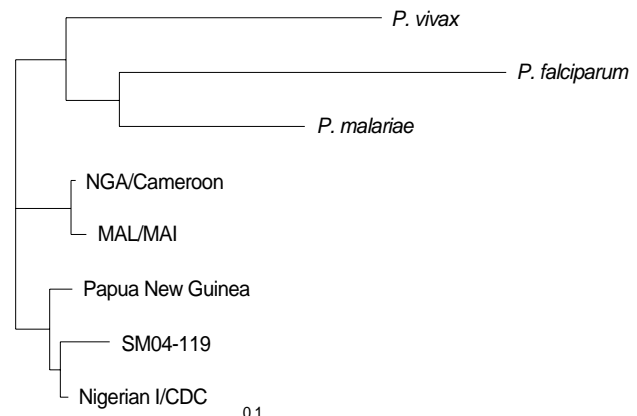 P. vivax
P. falciparum
P. malariae
NGA/Cameroon
MAL/MAI
Papua New Guinea
SM04-119
Nigerian I/CDC
0.1